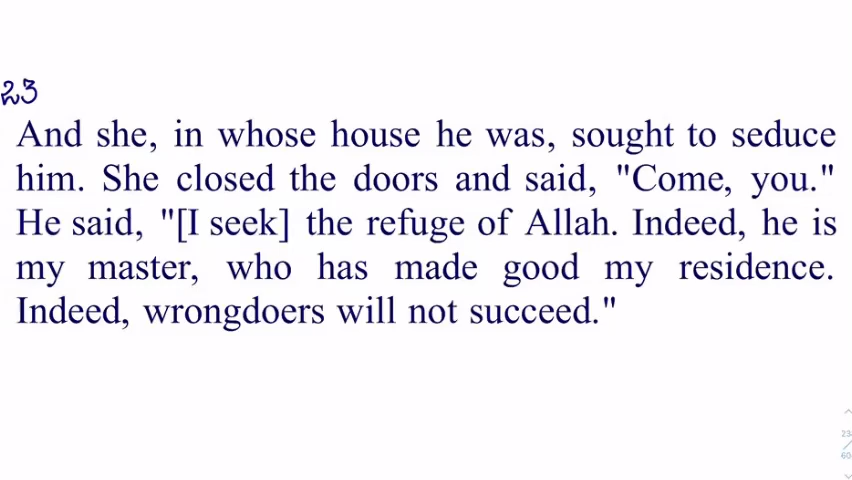 23
And she, in whose house he was, sought to seduce
him. She closed the doors and said, "Come, you."
He said, "[I seek] the refuge of Allah. Indeed, he is
my master, who has made good my residence.
Indeed, wrongdoers will not succeed."
23
60